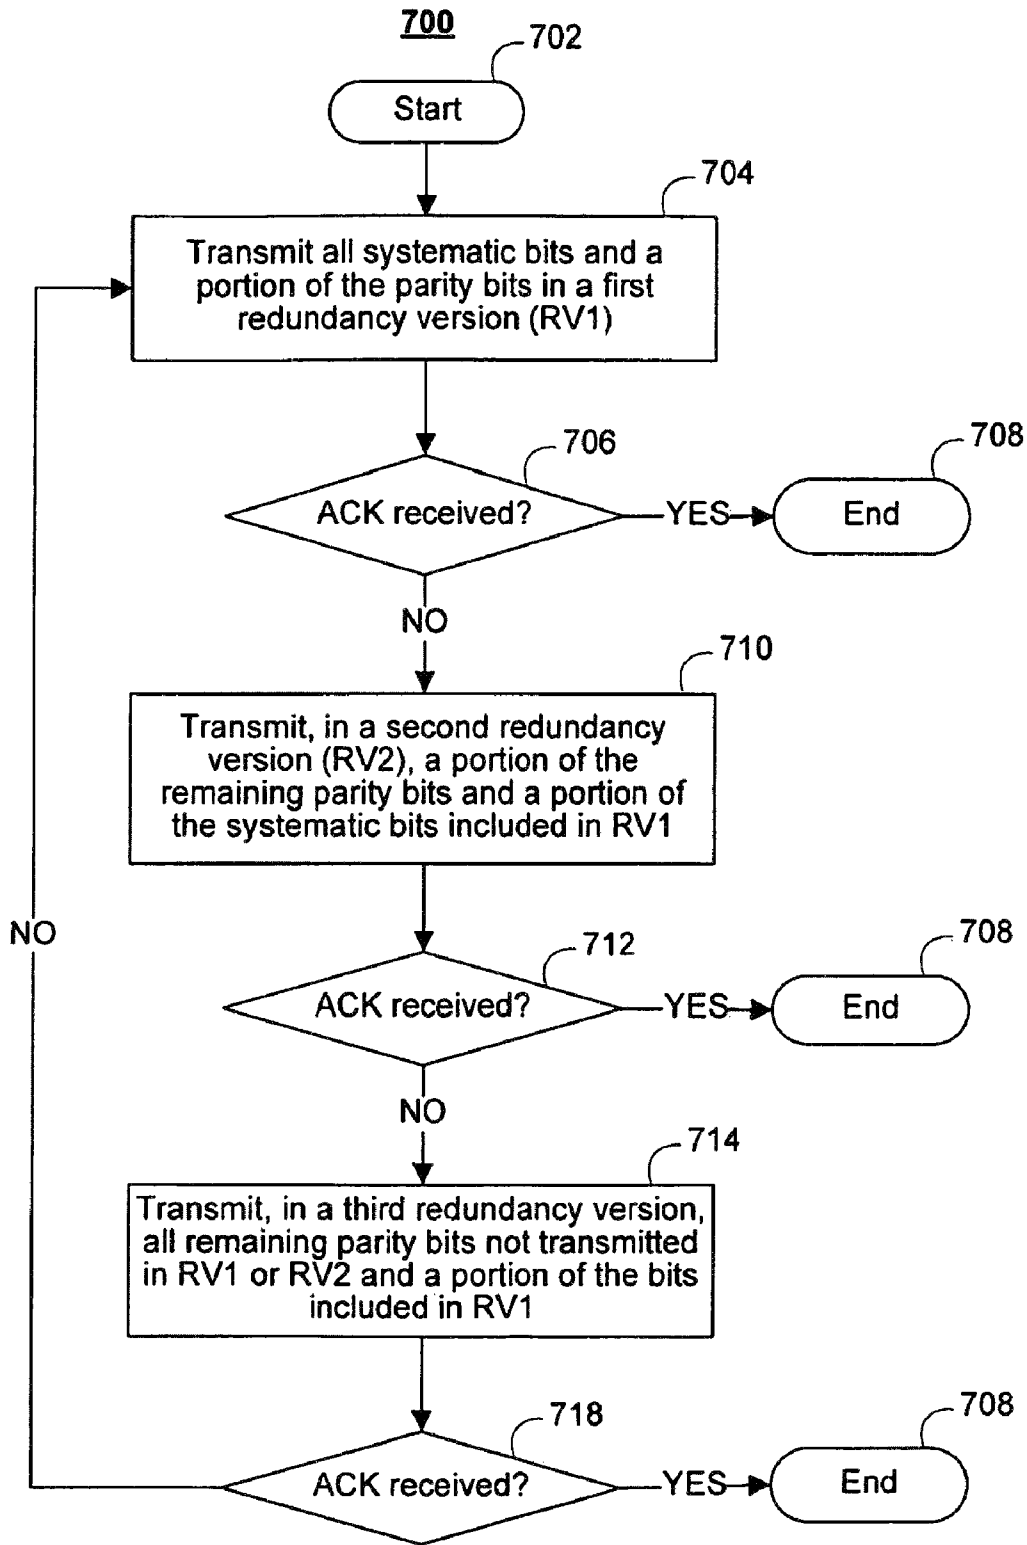 700
702
Start
704
Transmit all systematic bits and a
portion of the parity bits in a first
redundancy version (RV1)
706
708
ACK received?
YES
End
NO
710
Transmit, in a second redundancy
version (RV2), a portion of the
remaining parity bits and a portion of
the systematic bits included in RV1
NO
712
708
ACK received?
YES
End
NO
714
Transmit, in a third redundancy version,
all remaining parity bits not transmitted
in RV1 or RV2 and a portion of the bits
included in RV1
718
708
ACK received?
YES
End